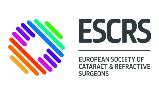 ESCRS
EUROPEAN SOCIETY OF
CATARACT & REFRACTIVE
SURGEONS